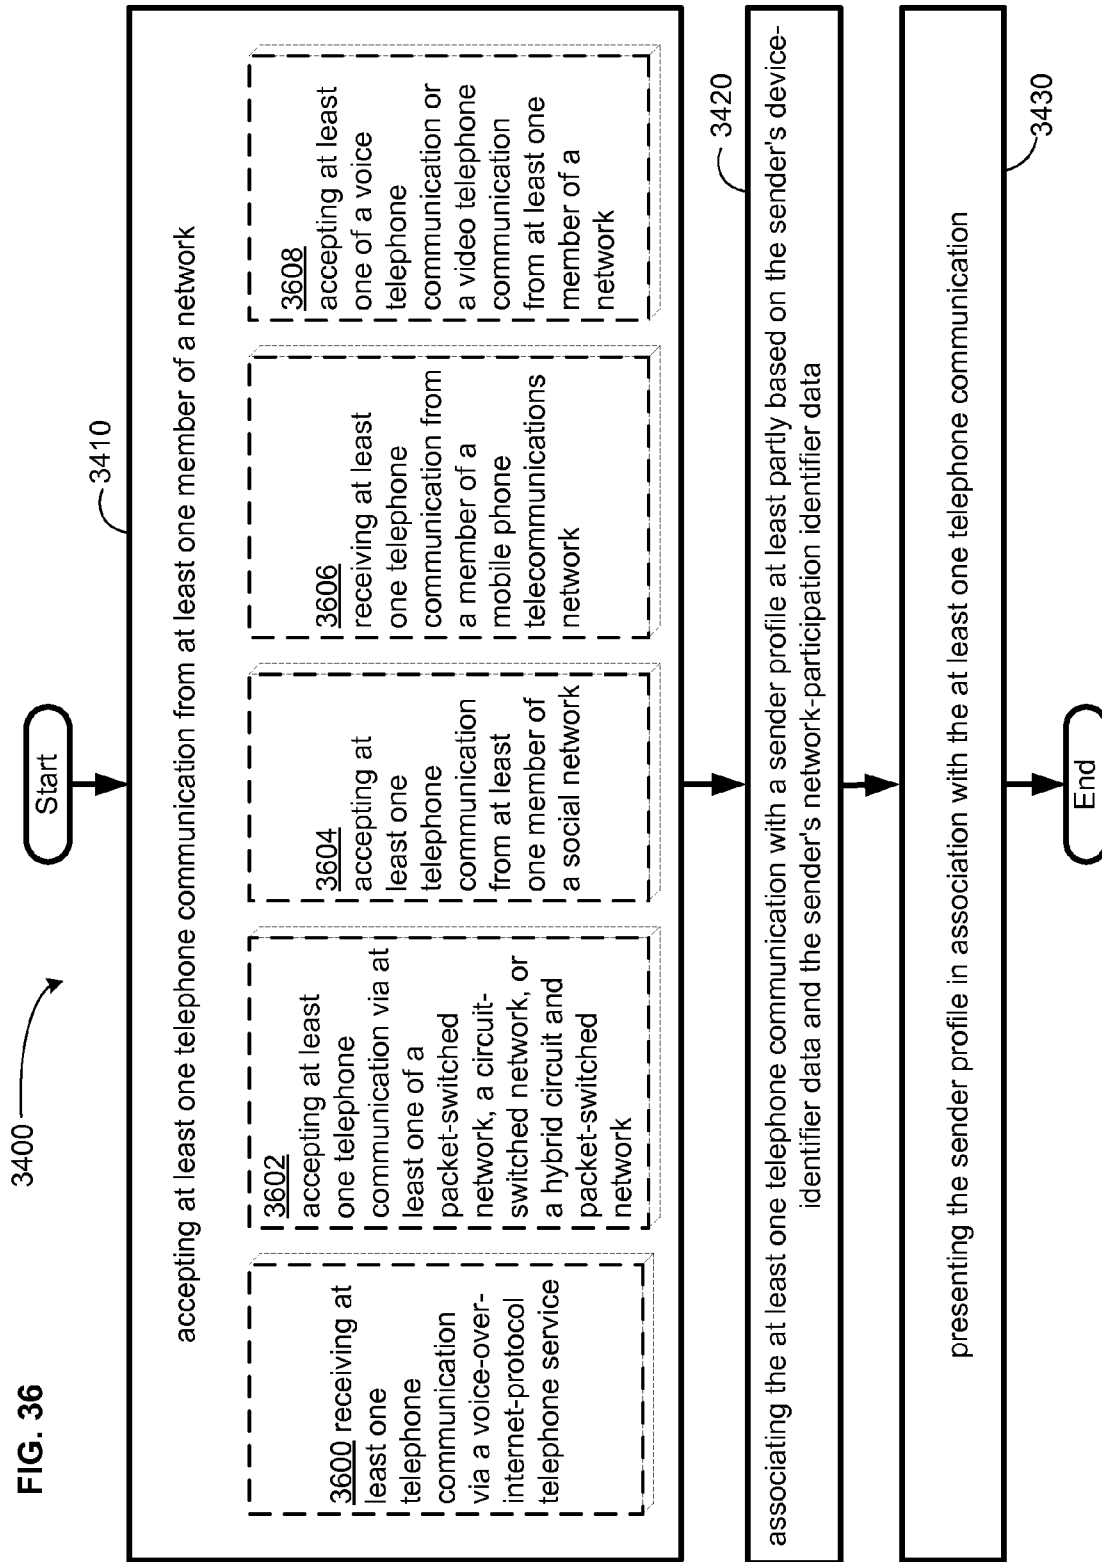 FIG. 36
3400
Start
3410
accepting at least one telephone communication from at least one member of a network
3600 receiving at
least one
telephone
communication
via a voice-over-
internet-protocol
telephone service
3602
accepting at least
one telephone
communication via at
least one of a
packet-switched
network, a circuit-
switched network, or
a hybrid circuit and
packet-switched
network
3604
accepting at
least one
telephone
communication
from at least
one member of
a social network
3606
receiving at least
one telephone
communication from
a member of a
mobile phone
telecommunications
network
3608
accepting at least
one of a voice
telephone
communication or
a video telephone
communication
from at least one
member of a
network
3420
associating the at least one telephone communication with a sender profile at least partly based on the sender's device-
identifier data and the sender's network-participation identifier data
3430
presenting the sender profile in association with the at least one telephone communication
End